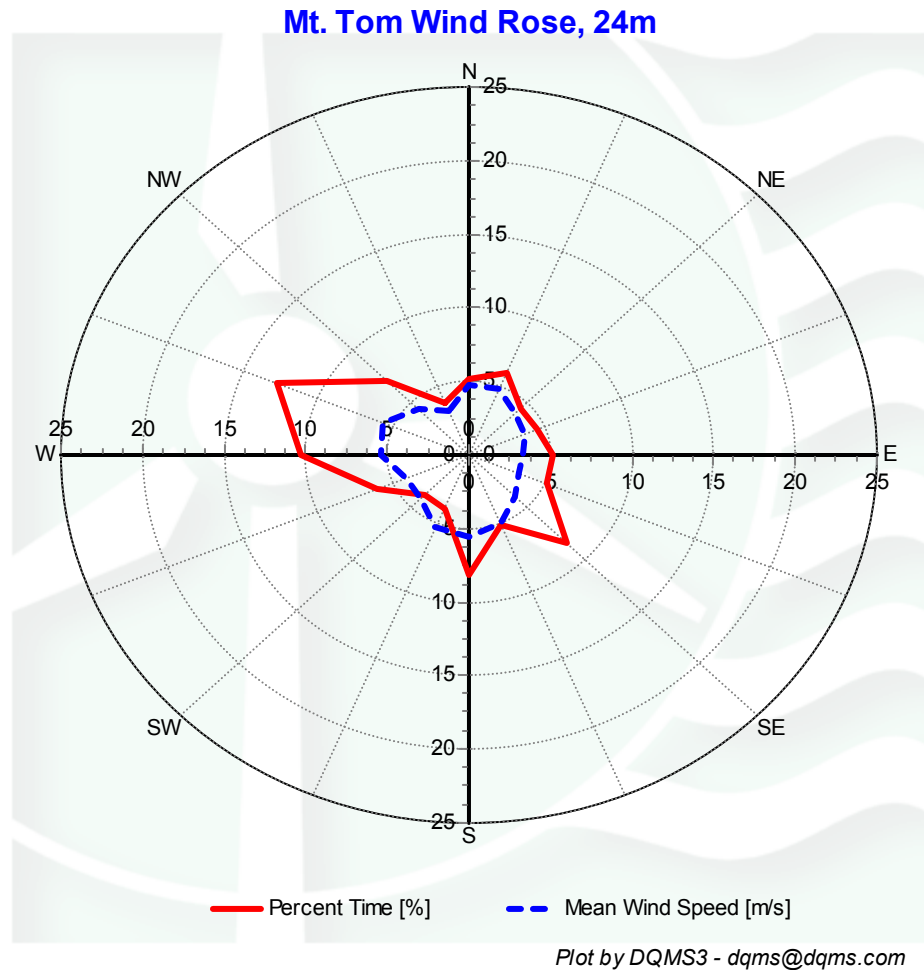 Mt. Tom Wind Rose, 24m
N
25
20
NW
NE
15
10
5
25 20 15 10 5 0 0 5 10 15 20 25
W
E
0
5
10
15
SW
SE
20
25
S
Percent Time [%] Mean Wind Speed [m/s]
Plot by DQMS3 - dqms@dqms.com